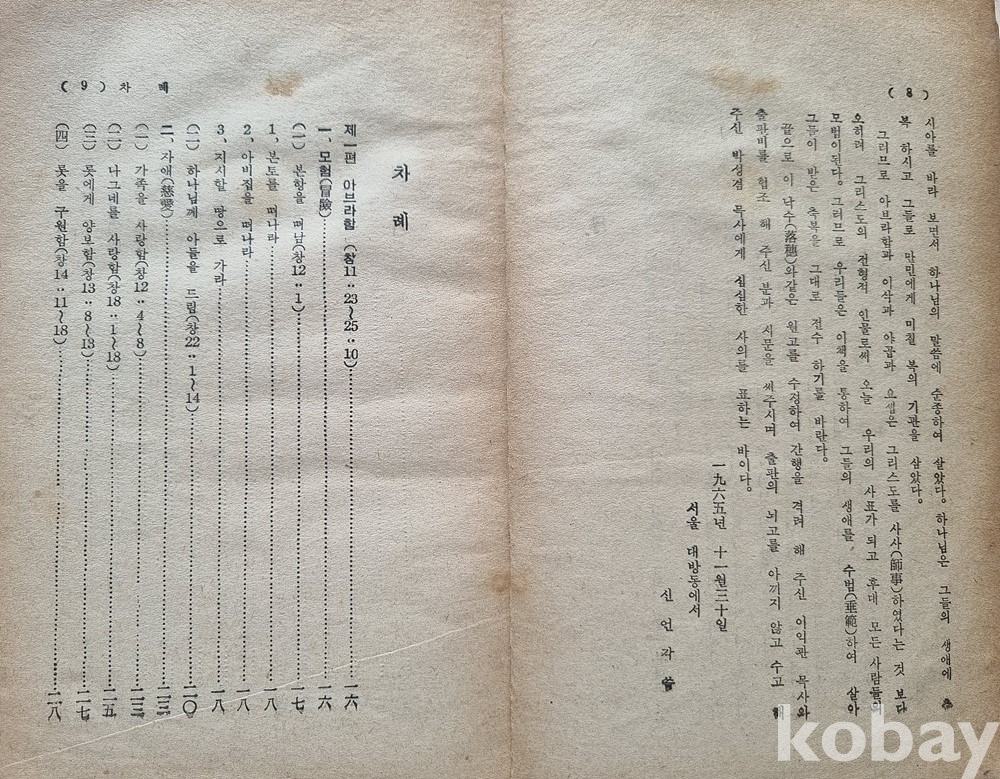 (8)
시아를 바라 보면서 하나님의 말씀에 순종하여 살았다. 하나님은 그들의 생애에
복 하시고 그들로 만민에게 미칠 복의 기관을 삼았다.
그러므로 아브라함과 이삭과 야곱과 요셉은 그리스도를 사사(師事)하였다는 것 보다
오히려 그리스도의 전형적 인물로써 오늘 우리의 사표가 되고 후대 모든 사람들의
모범이된다. 그러므로 우리들은 이책을 통하여 그들의 생애를 수범(垂範)하여 살아
그들이 받은 축복을 그대로 전수 하기를 바란다.
끝으로 이 낙수(落穗)와같은 원고를 수정하여 간행을 격려 해 주신 이익관 목사와
출판비를 협조 해 주신 분과 서문을 써주시며 출판의 뇌고를 아끼지 않고 수고 해
주신 박성겸 목사에게 심심한 사의를 표하는 바이다.
一九六五년 十一월三十일
서울 대방동에서
신 언 각 씀
차 례 (9)
차 례
제一편 아브라함 (창11:23~25:10) 一六
一、모험(冒險) 一六
(一) 본향을 떠남(창12:1) 一七
1、본토를 떠나라 一八
2、아비집을 떠나라 一八
3、지시할 땅으로 가라 一八
(二) 하나님께 아들을 드림(창22:1~14) 二〇
二、자애(慈愛) 二三
(一) 가족을 사랑함(창12:4~8) 二三
(二) 나그네를 사랑함(창18:1~18) 二五
(三) 롯에게 양보함(창13:8~13) 二七
(四) 롯을 구원함(창14:11~18) 二八
kobay